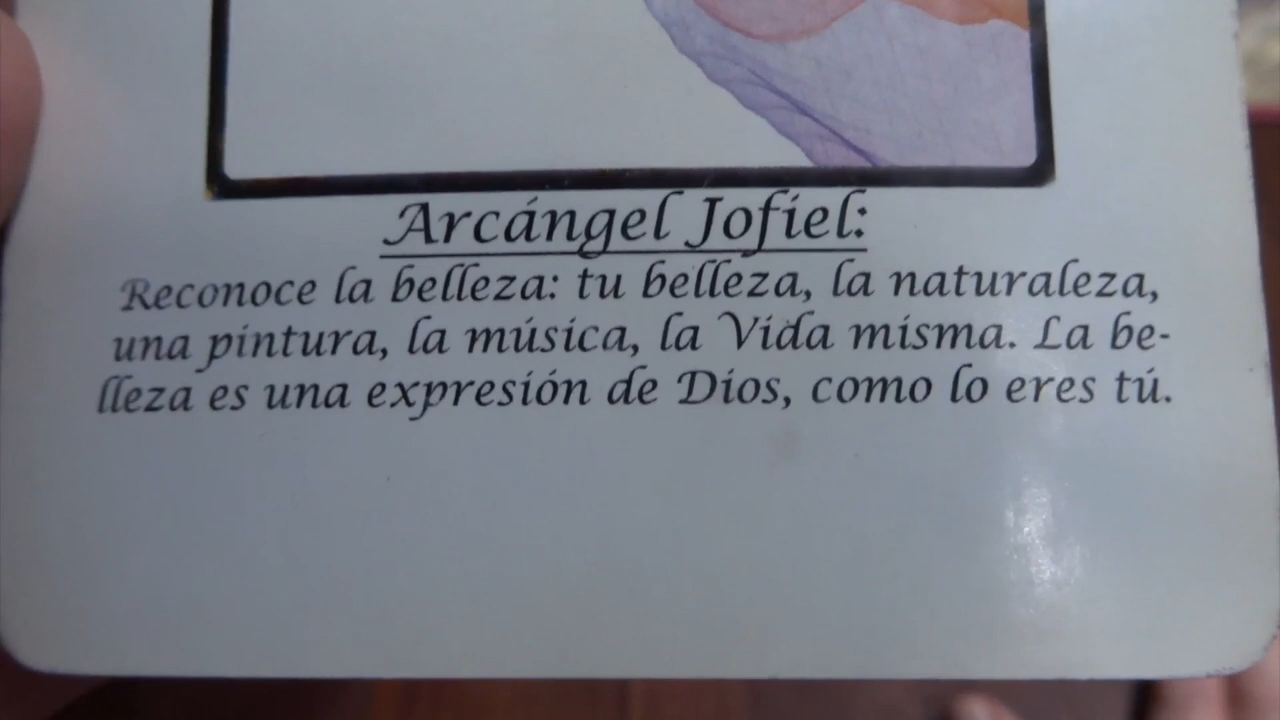 Arcángel Jofiel:
Reconoce la belleza: tu belleza, la naturaleza,
una pintura, la música, la Vida misma. La be-
lleza es una expresión de Dios, como lo eres tú.